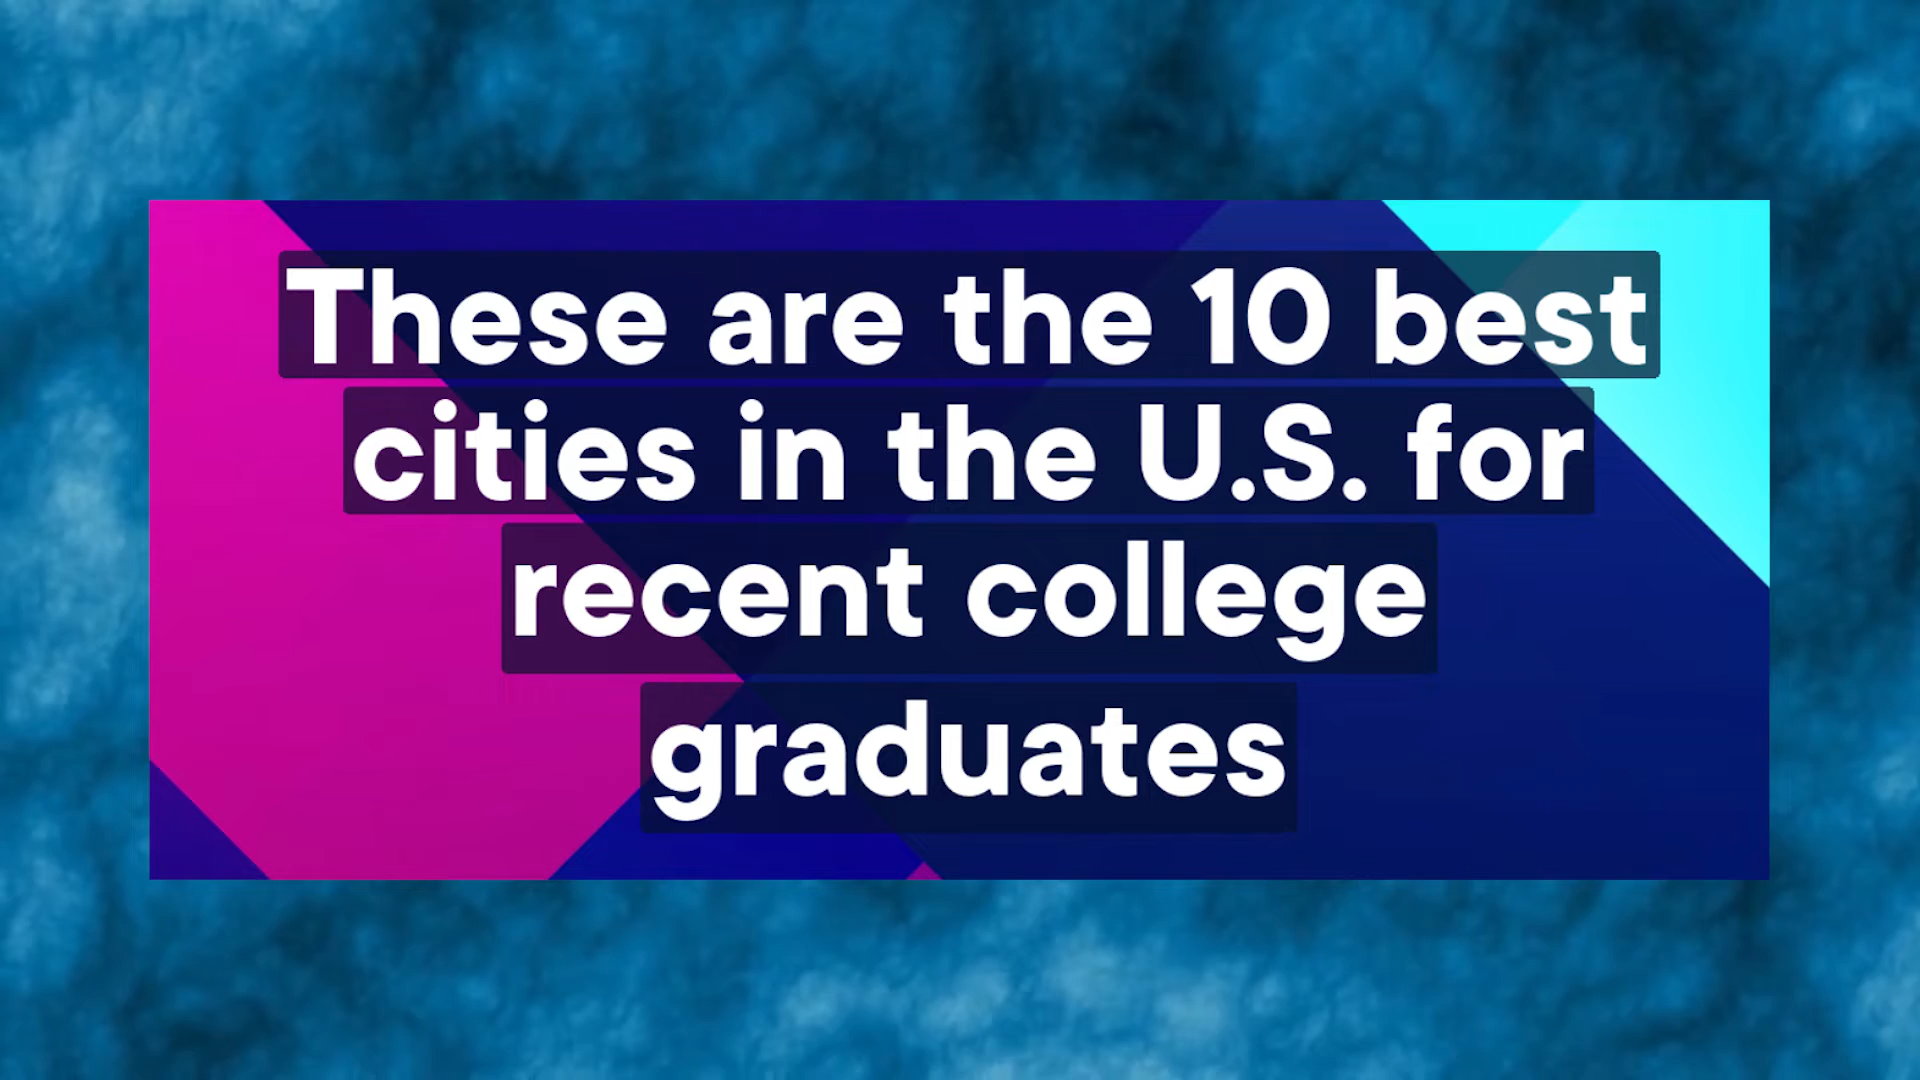 These are the 10 best
cities in the U.S. for
recent college
graduates